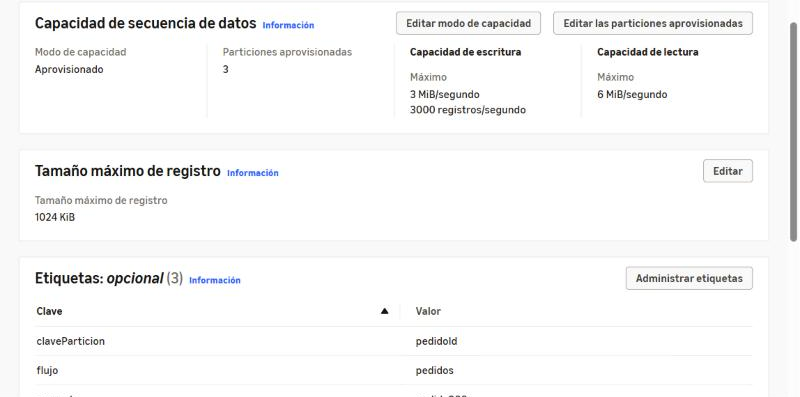 Capacidad de secuencia de datos Información Editar modo de capacidad Editar las particiones aprovisionadas
Modo de capacidad
Aprovisionado
Particiones aprovisionadas
3
Capacidad de escritura
Máximo
3 MiB/segundo
3000 registros/segundo
Capacidad de lectura
Máximo
6 MiB/segundo
Tamaño máximo de registro Información Editar
Tamaño máximo de registro
1024 KiB
Etiquetas: opcional (3) Información Administrar etiquetas
Clave Valor
claveParticion pedidoId
flujo pedidos